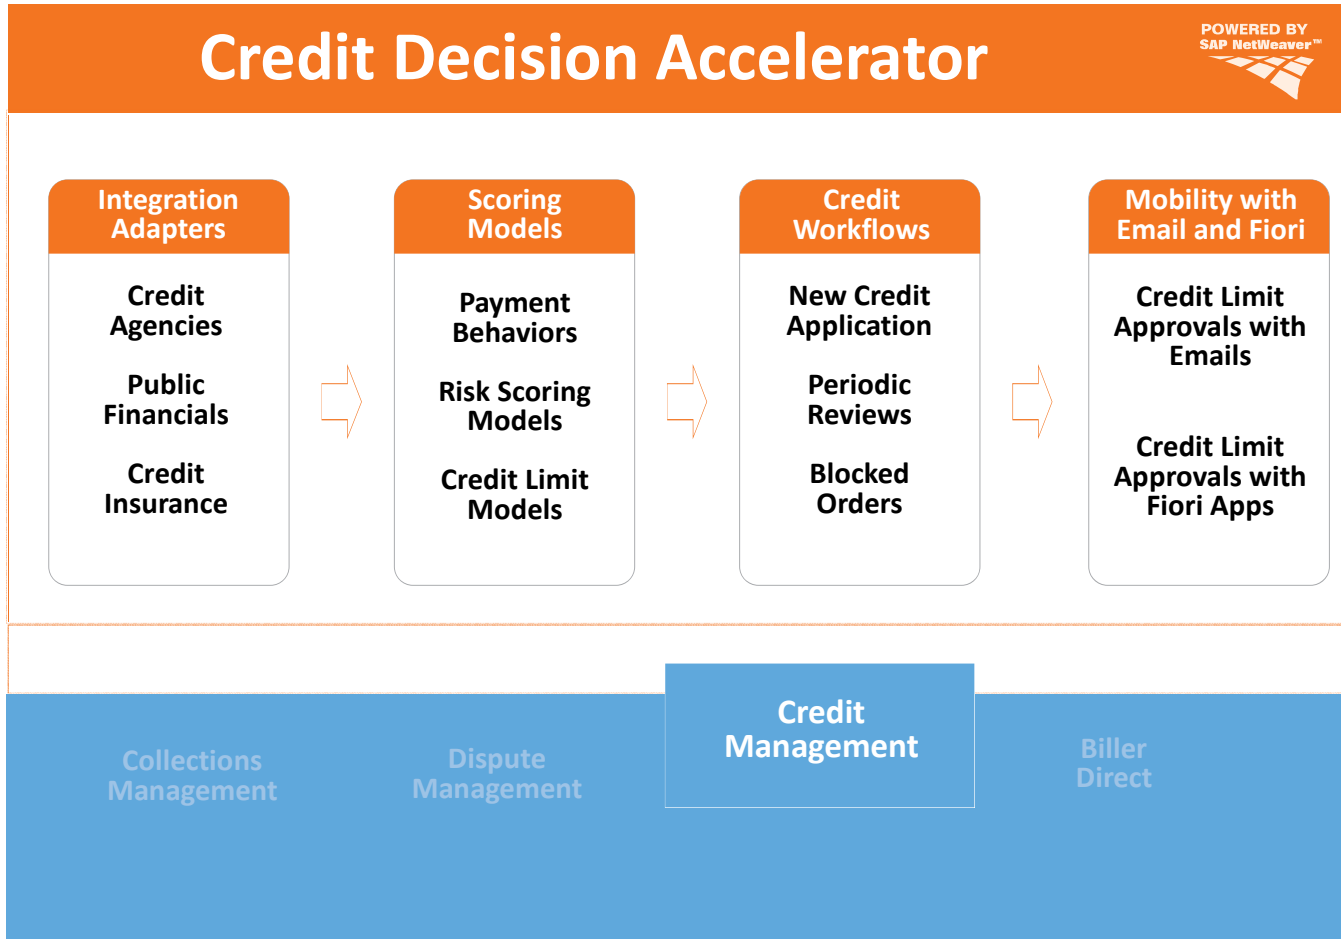 Credit Decision Accelerator
POWERED BY
SAP NetWeaver™
Integration
Adapters
Credit
Agencies
Public
Financials
Credit
Insurance
Scoring
Models
Payment
Behaviors
Risk Scoring
Models
Credit Limit
Models
Credit
Workflows
New Credit
Application
Periodic
Reviews
Blocked
Orders
Mobility with
Email and Fiori
Credit Limit
Approvals with
Emails
Credit Limit
Approvals with
Fiori Apps
Collections
Management
Dispute
Management
Credit
Management
Biller
Direct